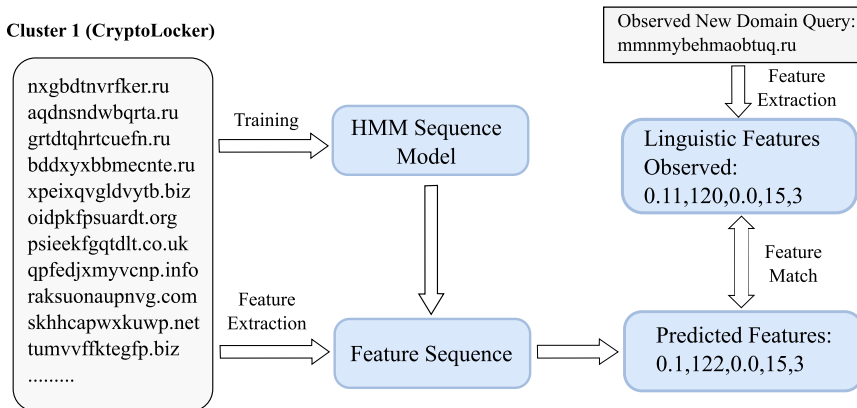 Cluster 1 (CryptoLocker)
nxgbdtnvrfker.ru
aqdnsndwbqrta.ru
grtdtqhrtcuefn.ru
bddxyxbbmecnte.ru
xpeixqvgldvytb.biz
oidpkfpsuardt.org
psieekfgqtdlt.co.uk
qpfedjxmyvcnp.info
raksuonaupnvg.com
skhhcapwxkuwp.net
tumvvffktegfp.biz
.........
Training
HMM Sequence
Model
Feature
Extraction
Feature Sequence
Observed New Domain Query:
mmnmybehmaobtuq.ru
Feature
Extraction
Linguistic Features
Observed:
0.11,120,0.0,15,3
Feature
Match
Predicted Features:
0.1,122,0.0,15,3